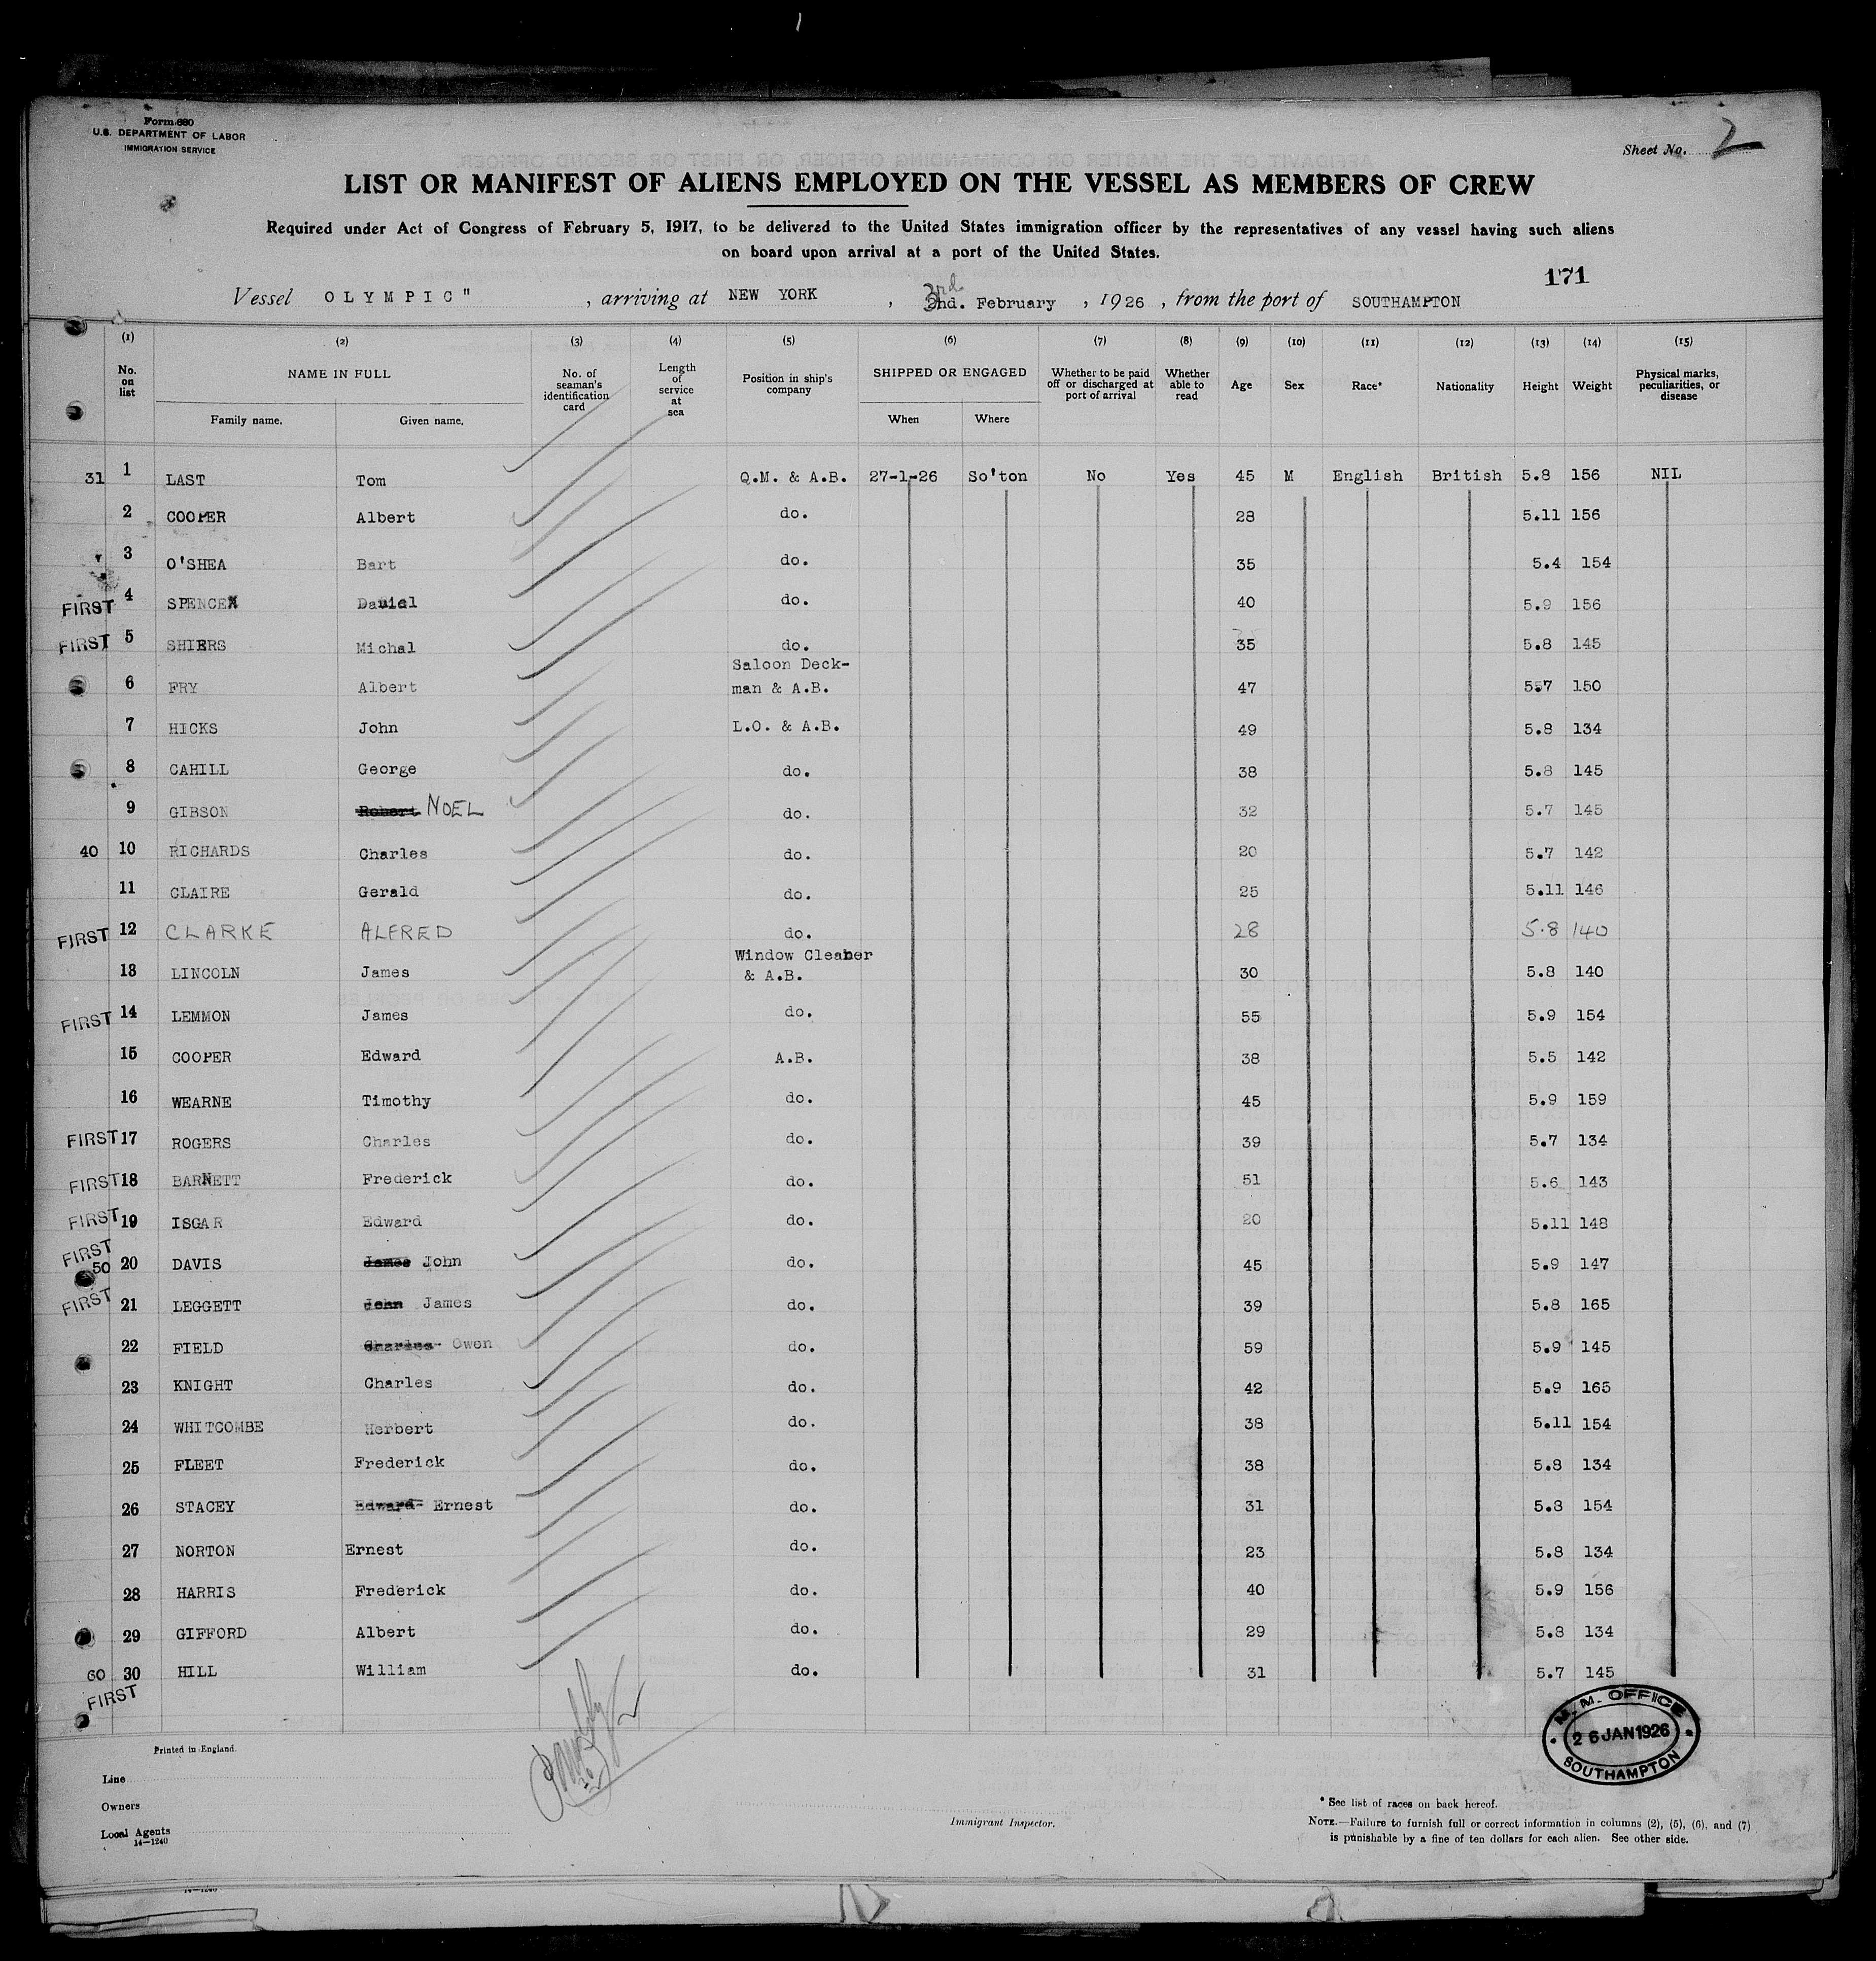 Form 680
U.S. DEPARTMENT OF LABOR
IMMIGRATION SERVICE
Sheet No. 2
LIST OR MANIFEST OF ALIENS EMPLOYED ON THE VESSEL AS MEMBERS OF CREW
Required under Act of Congress of February 5, 1917, to be delivered to the United States immigration officer by the representatives of any vessel having such aliens
on board upon arrival at a port of the United States.
171
Vessel OLYMPIC" , arriving at NEW YORK , 3rd 2nd. February , 1926 , from the port of SOUTHAMPTON
(1) (2) (3) (4) (5) (6) (7) (8) (9) (10) (11) (12) (13) (14) (15)
No. on list NAME IN FULL Family name. Given name. No. of seaman's identification card Length of service at sea Position in ship's company SHIPPED OR ENGAGED When Where Whether to be paid off or discharged at port of arrival Whether able to read Age Sex Race* Nationality Height Weight Physical marks, peculiarities, or disease
31 1 LAST Tom Q.M. & A.B. 27-1-26 So'ton No Yes 45 M English British 5.8 156 NIL
2 COOPER Albert do. 28 5.11 156
3 O'SHEA Bart do. 35 5.4 154
FIRST 4 SPENCE Daniel do. 40 5.9 156
FIRST 5 SHIERS Michal do. 35 5.8 145
6 FRY Albert Saloon Deck-man & A.B. 47 5.7 150
7 HICKS John L.O. & A.B. 49 5.8 134
8 CAHILL George do. 38 5.8 145
9 GIBSON Robert NOEL do. 32 5.7 145
40 10 RICHARDS Charles do. 20 5.7 142
11 CLAIRE Gerald do. 25 5.11 146
FIRST 12 CLARKE ALFRED do. 28 5.8 140
13 LINCOLN James Window Cleaner & A.B. 30 5.8 140
FIRST 14 LEMMON James do. 55 5.9 154
15 COOPER Edward A.B. 38 5.5 142
16 WEARNE Timothy do. 45 5.9 159
FIRST 17 ROGERS Charles do. 39 5.7 134
FIRST 18 BARNETT Frederick do. 51 5.6 143
FIRST 19 ISGAR Edward do. 20 5.11 148
FIRST 50 20 DAVIS James John do. 45 5.9 147
FIRST 21 LEGGETT John James do. 39 5.8 165
22 FIELD Charles Owen do. 59 5.9 145
23 KNIGHT Charles do. 42 5.9 165
24 WHITCOMBE Herbert do. 38 5.11 154
25 FLEET Frederick do. 38 5.8 134
26 STACEY Edward Ernest do. 31 5.8 154
27 NORTON Ernest do. 23 5.8 134
28 HARRIS Frederick do. 40 5.9 156
29 GIFFORD Albert do. 29 5.8 134
60 30 HILL William do. 31 5.7 145
FIRST
M.M. OFFICE
26 JAN 1926
SOUTHAMPTON
Printed in England.
Line
Owners
Local Agents
14—1240
Immigrant Inspector.
* See list of races on back hereof.
NOTE.—Failure to furnish full or correct information in columns (2), (5), (6), and (7)
is punishable by a fine of ten dollars for each alien. See other side.
14—1240